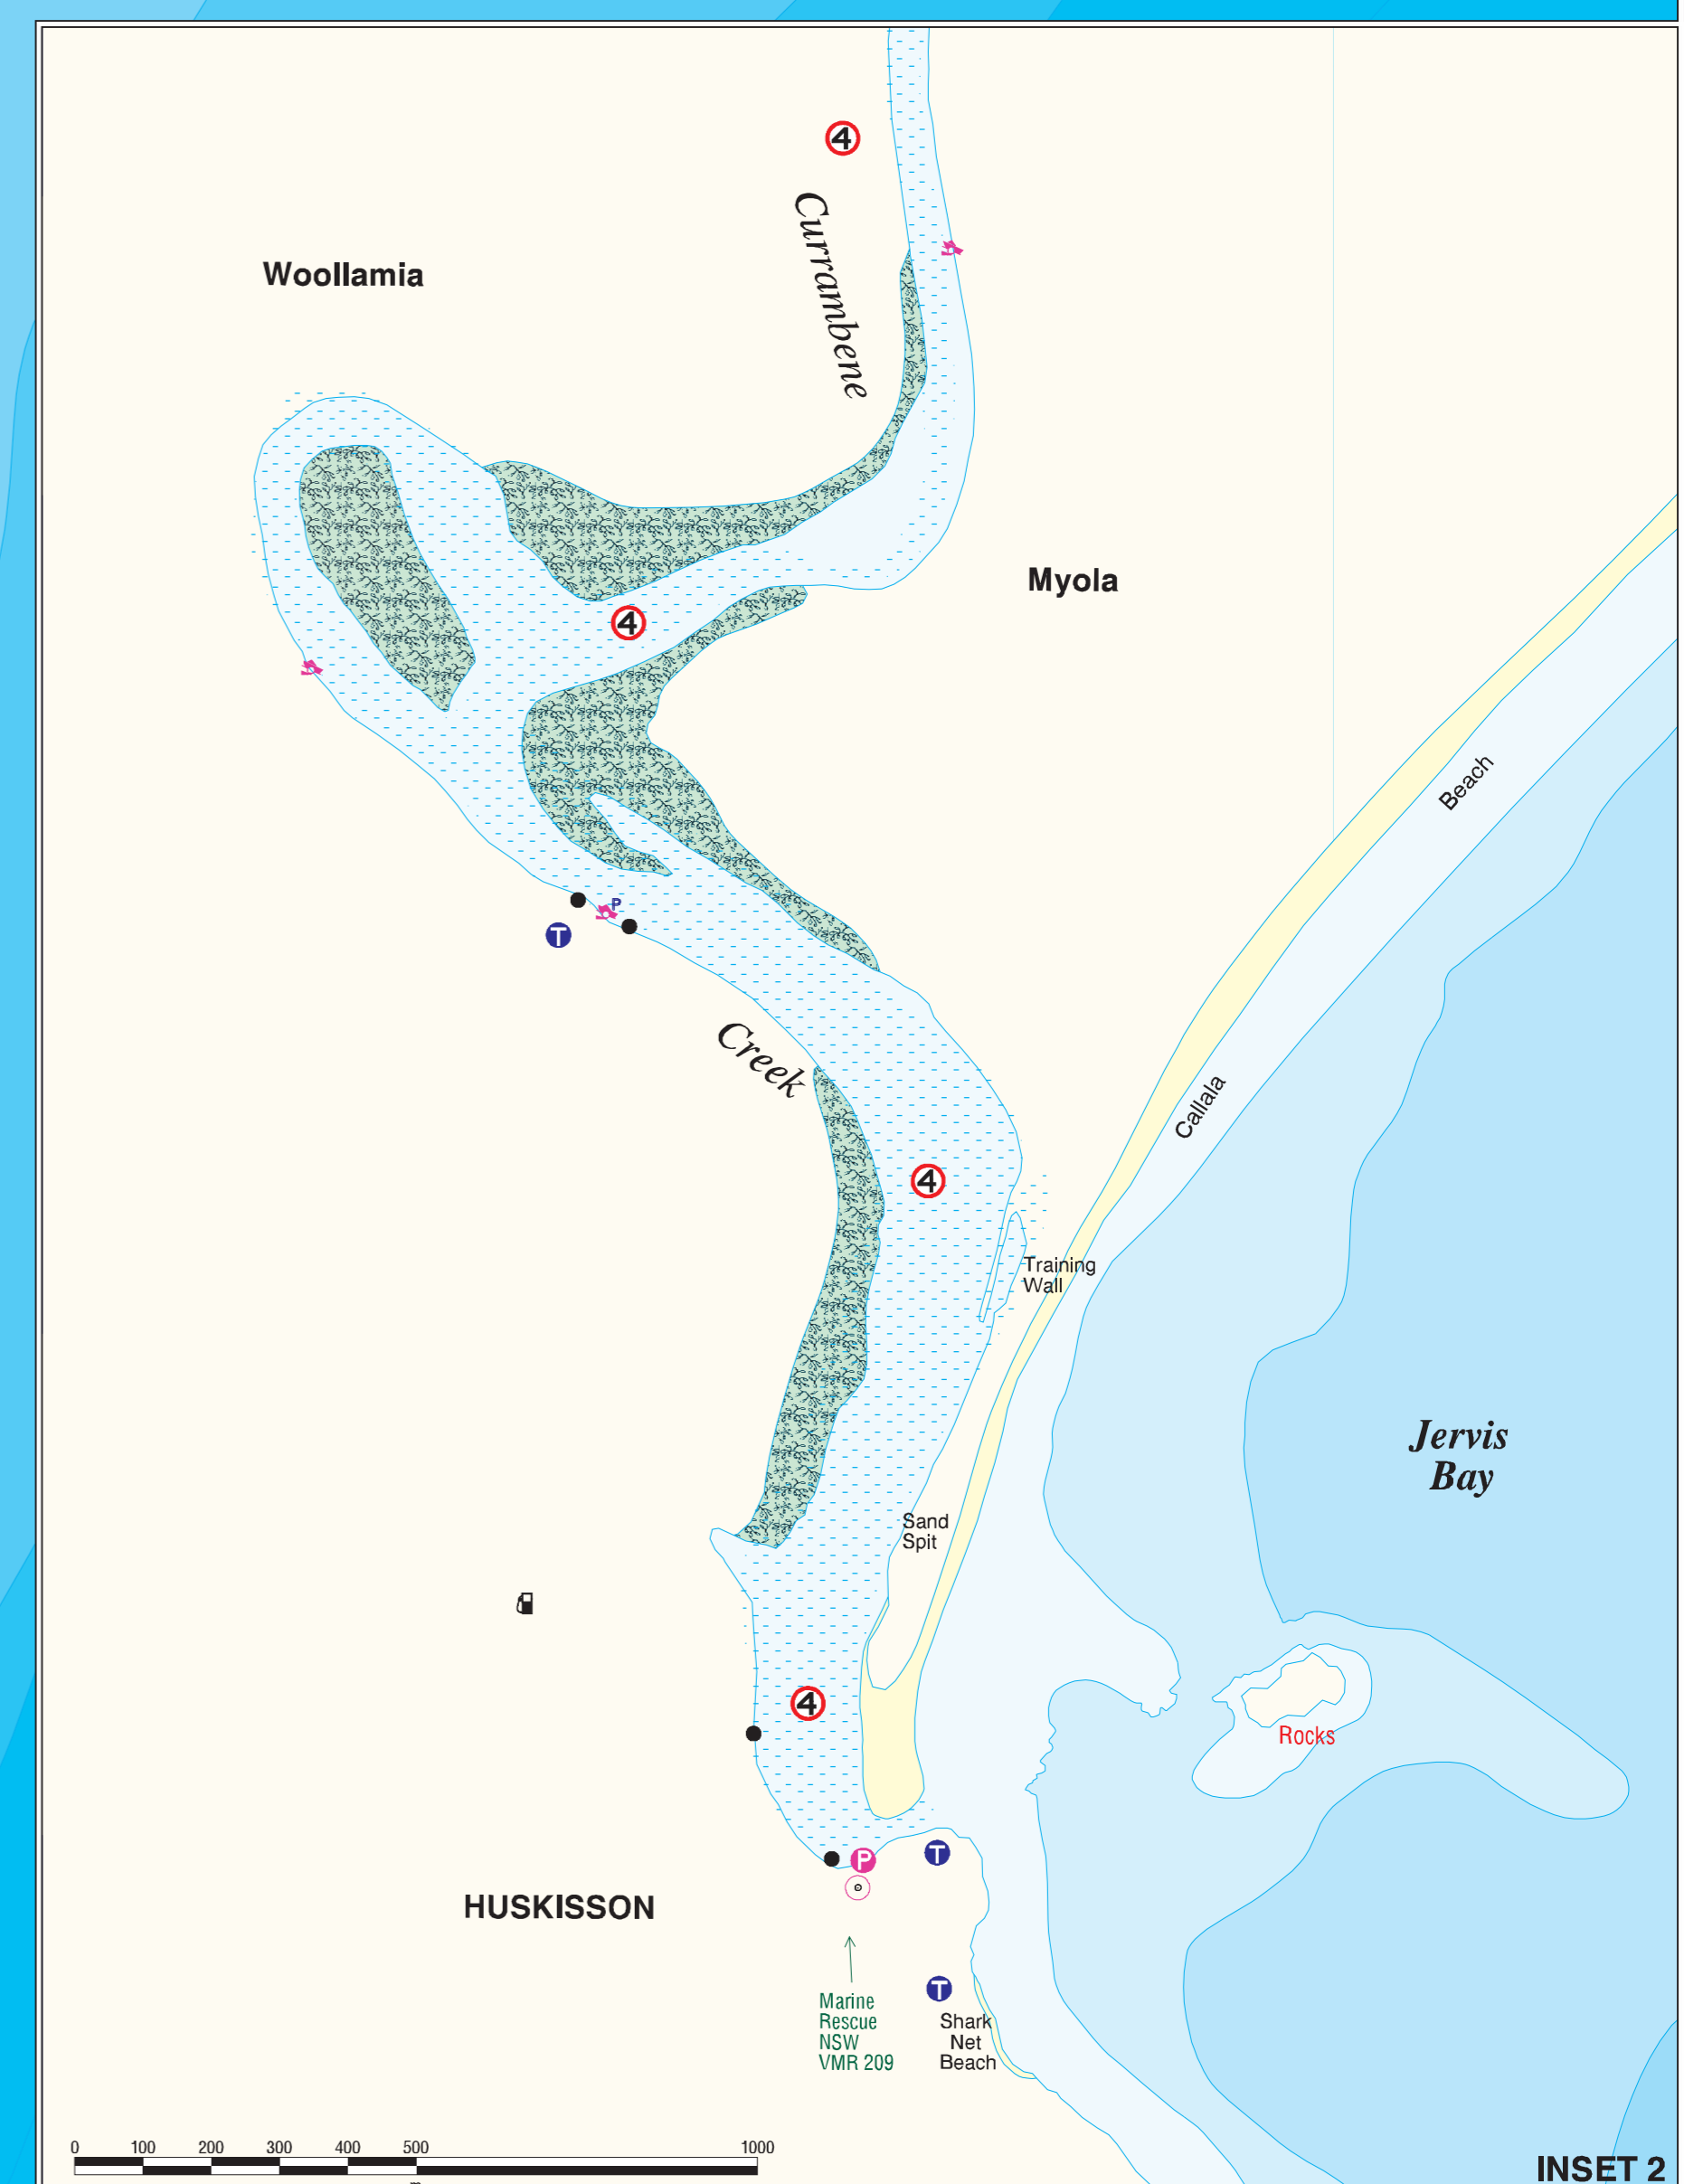 4
Currambene
Woollamia
4
Myola
Beach
P
T
Creek
Callala
4
Training
Wall
Jervis
Bay
Sand
Spit
4
Rocks
P
T
HUSKISSON
T
Marine
Rescue
NSW
VMR 209
Shark
Net
Beach
0 100 200 300 400 500 1000
INSET 2